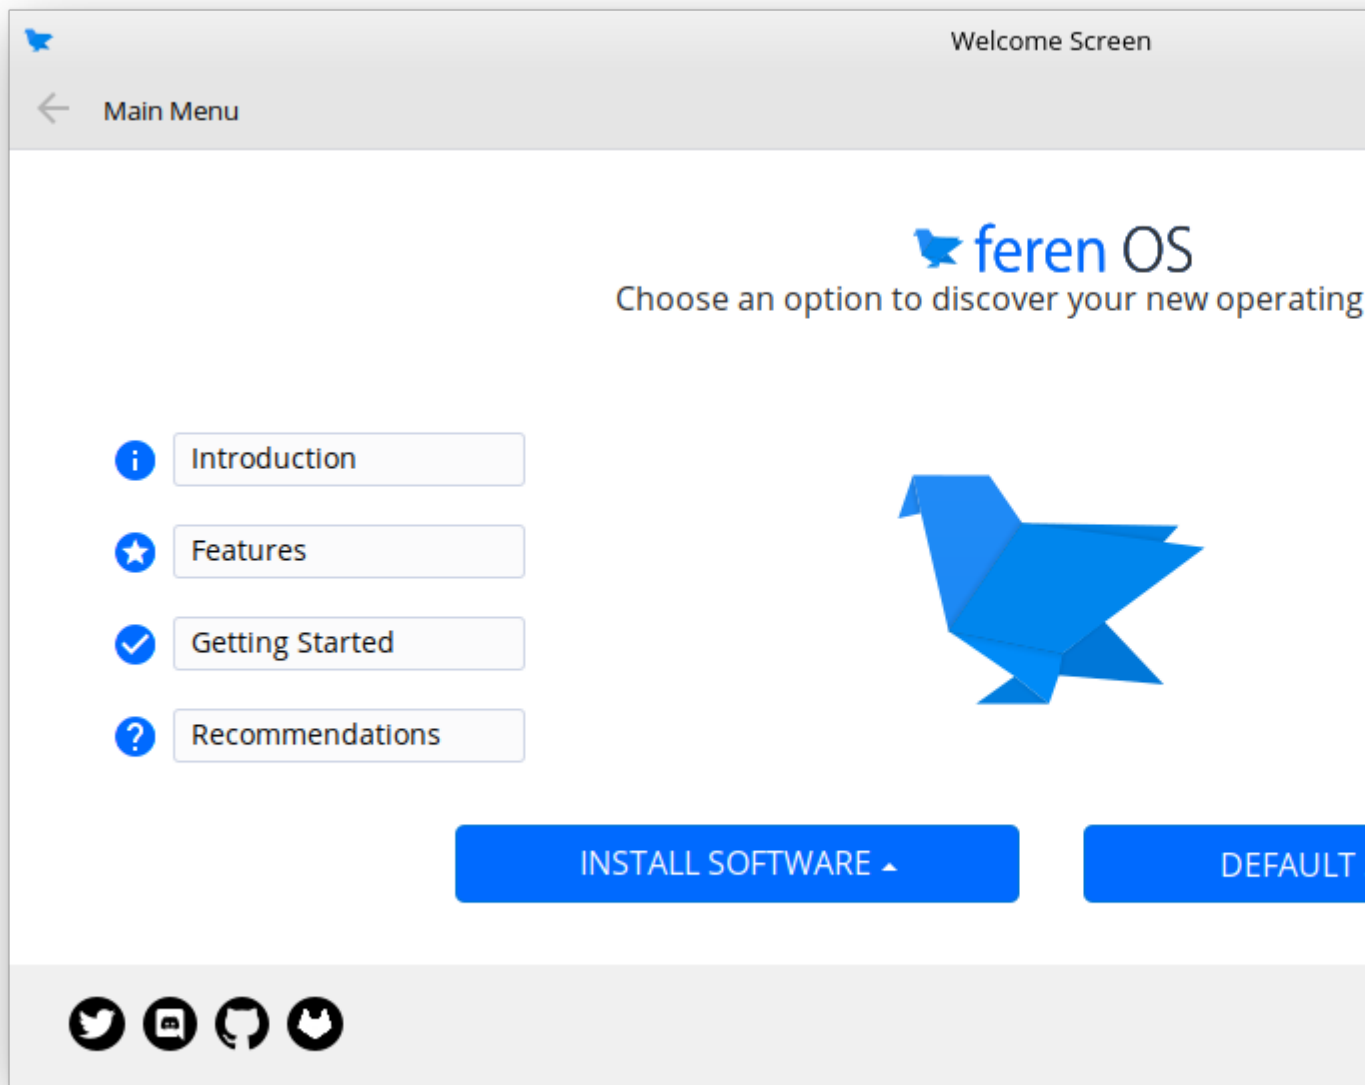 Welcome Screen
Main Menu
feren OS
Choose an option to discover your new operating
Introduction
Features
Getting Started
Recommendations
INSTALL SOFTWARE
DEFAULT